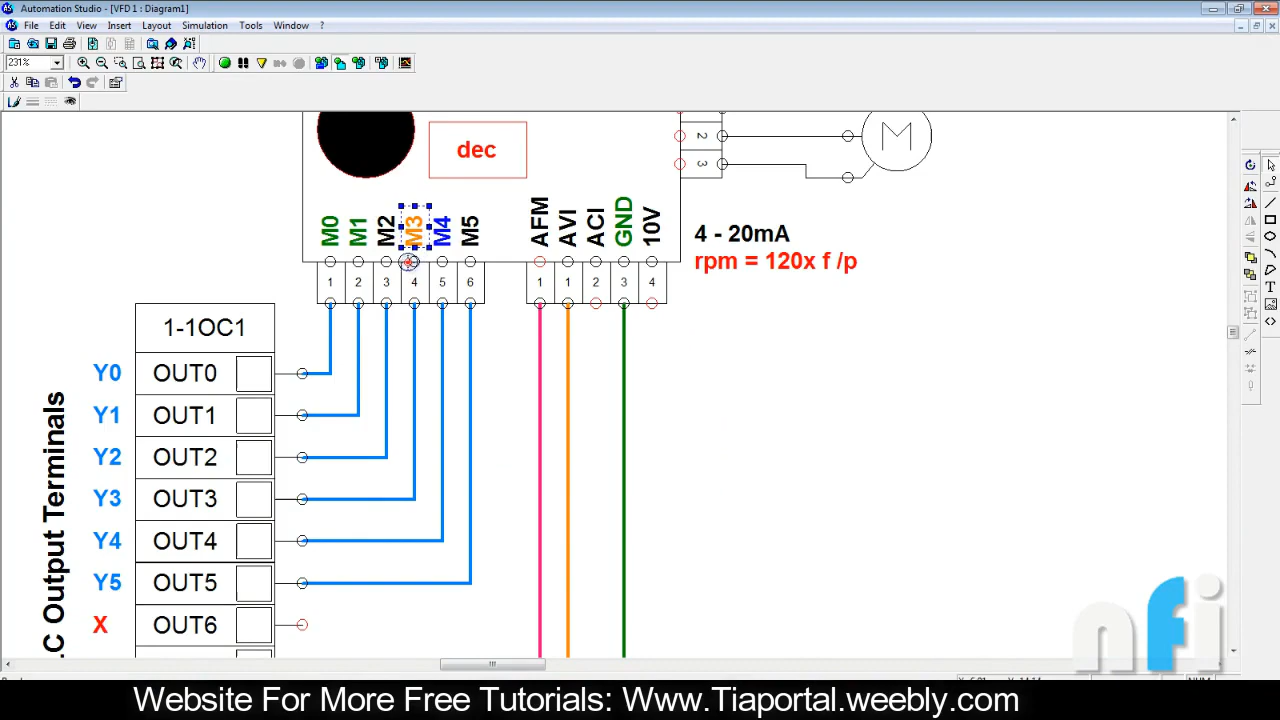 Automation Studio - [VFD 1 : Diagram1]
File Edit View Insert Layout Simulation Tools Window ?
231%
dec
M
2
3
M0 M1 M2 M3 M4 M5 AFM AVI ACI GND 10V
4 - 20mA
rpm = 120x f /p
1 2 3 4 5 6 1 1 2 3 4
1-1OC1
Y0 OUT0
Y1 OUT1
Y2 OUT2
Y3 OUT3
Y4 OUT4
Y5 OUT5
X OUT6
.C Output Terminals
nfi
Website For More Free Tutorials: Www.Tiaportal.weebly.com